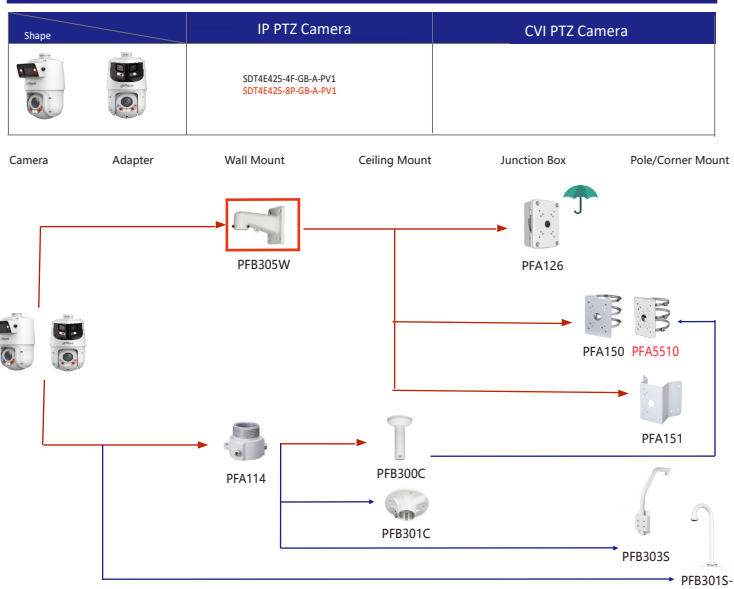 Shape
IP PTZ Camera
CVI PTZ Camera
SDT4E425-4F-GB-A-PV1
SDT4E425-8P-GB-A-PV1
Camera
Adapter
Wall Mount
Ceiling Mount
Junction Box
Pole/Corner Mount
PFB305W
PFA126
PFA150
PFA5510
PFA151
PFA114
PFB300C
PFB301C
PFB303S
PFB301S-